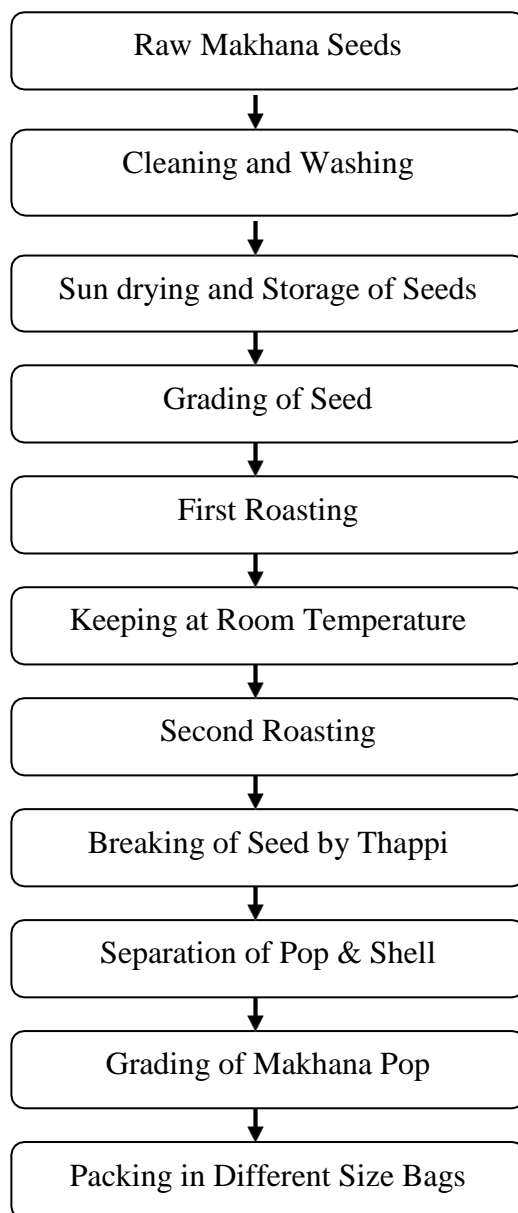 Raw Makhana Seeds
Cleaning and Washing
Sun drying and Storage of Seeds
Grading of Seed
First Roasting
Keeping at Room Temperature
Second Roasting
Breaking of Seed by Thappi
Separation of Pop & Shell
Grading of Makhana Pop
Packing in Different Size Bags